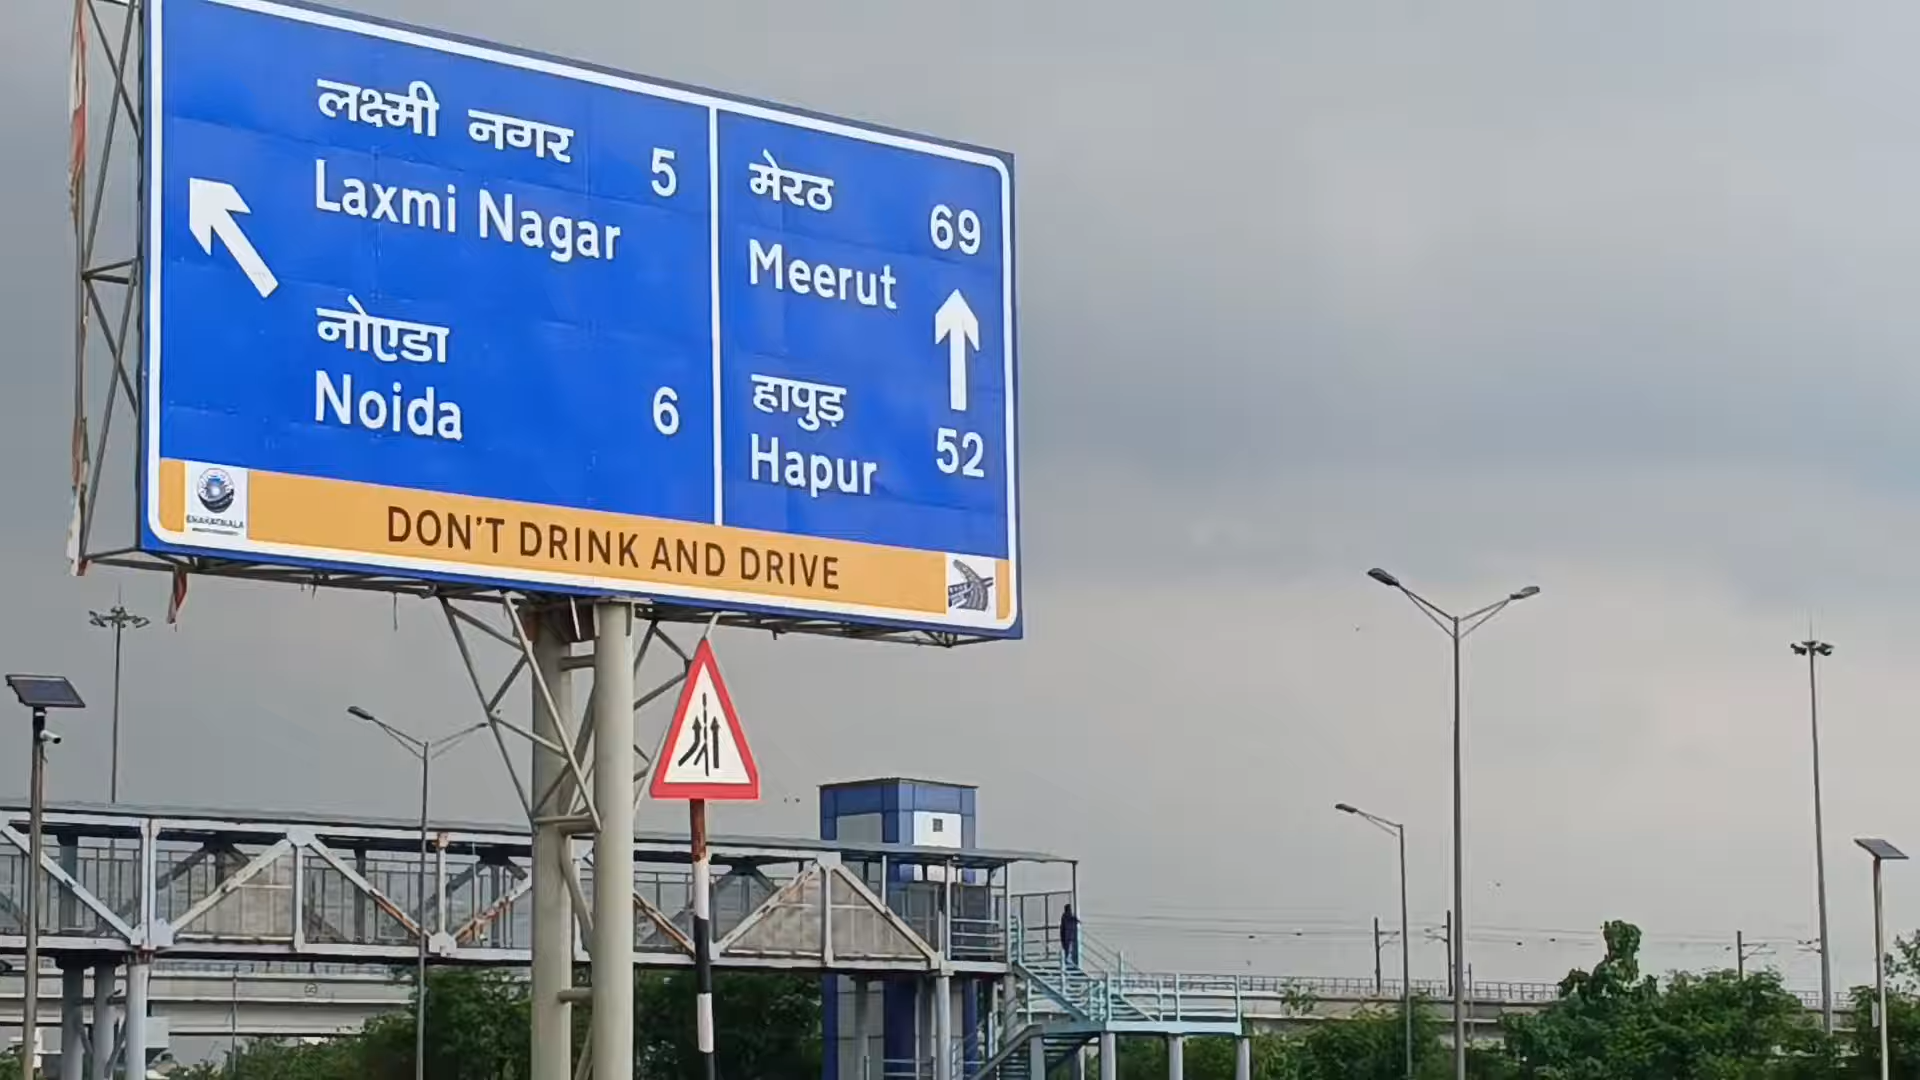 लक्ष्मी नगर 5
Laxmi Nagar
नोएडा
Noida 6
मेरठ 69
Meerut
हापुड़
Hapur 52
DON'T DRINK AND DRIVE